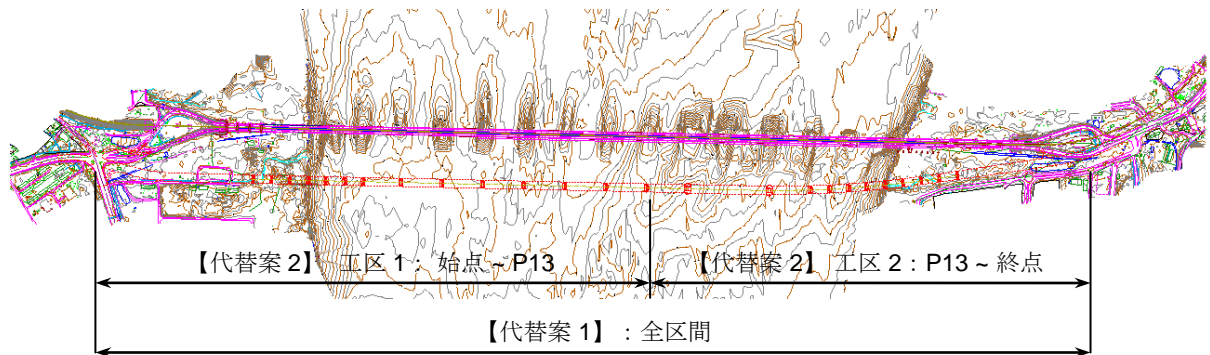 【代替案 2】 工区 1： 始点 ~ P13
【代替案 2】 工区 2：P13 ~ 終点
【代替案 1】：全区間